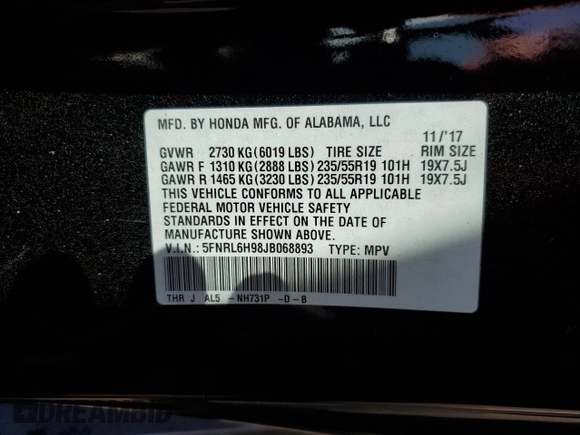 MFD. BY HONDA MFG. OF ALABAMA, LLC
11/'17
GVWR 2730 KG(6019 LBS) TIRE SIZE RIM SIZE
GAWR F 1310 KG(2888 LBS) 235/55R19 101H 19X7.5J
GAWR R 1465 KG(3230 LBS) 235/55R19 101H 19X7.5J
THIS VEHICLE CONFORMS TO ALL APPLICABLE
FEDERAL MOTOR VEHICLE SAFETY
STANDARDS IN EFFECT ON THE DATE OF
MANUFACTURE SHOWN ABOVE.
V.I.N.: 5FNRL6H98JB068893 TYPE: MPV
THR J AL5 -NH731P -D-B
DREAMBID